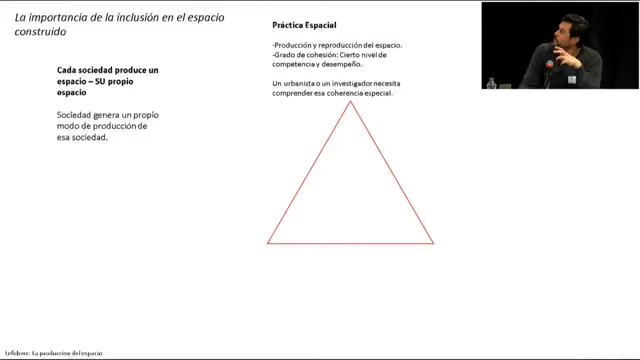 La importancia de la inclusión en el espacio
construido
Cada sociedad produce un
espacio – SU propio
espacio
Sociedad genera un propio
modo de producción de
esa sociedad.
Práctica Espacial
-Producción y reproducción del espacio.
-Grado de cohesión: Cierto nivel de
competencia y desempeño.
Un urbanista o un investigador necesita
comprender esa coherencia especial.
Lefebvre: La produccion del espacio